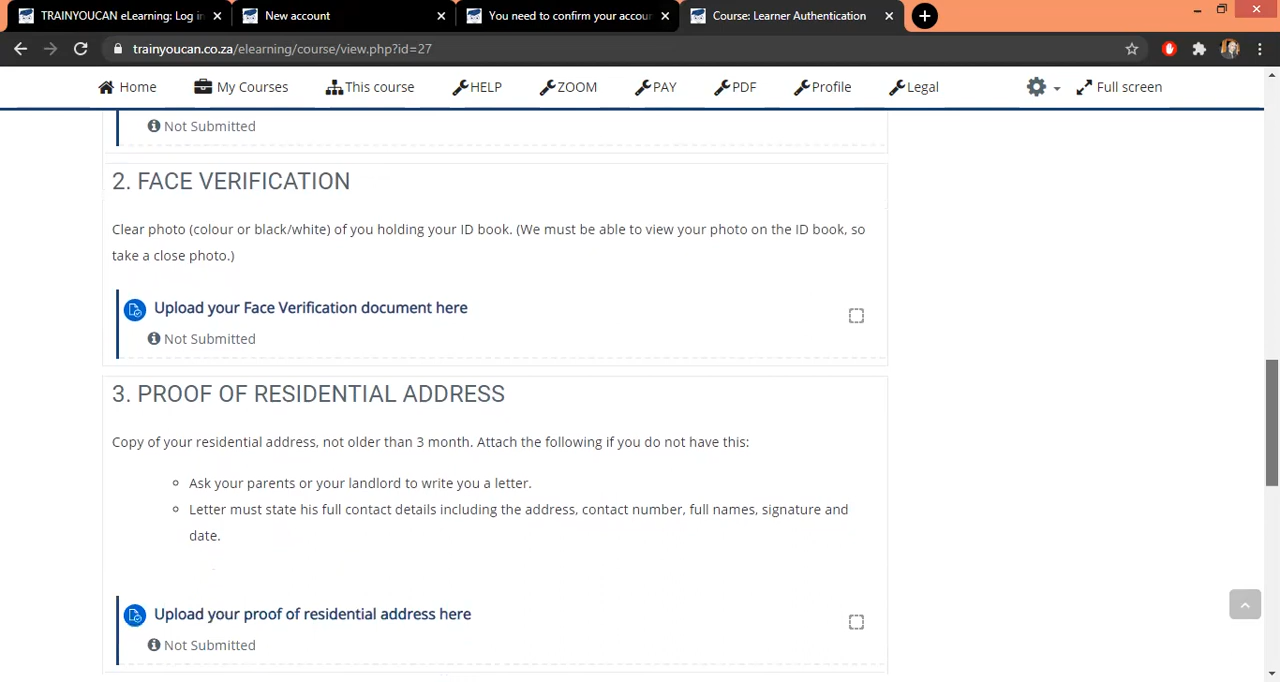 TRAINYOUCAN eLearning: Log in
New account
You need to confirm your accou
Course: Learner Authentication
trainyoucan.co.za/elearning/course/view.php?id=27
Home My Courses This course HELP ZOOM PAY PDF Profile Legal Full screen
Not Submitted
2. FACE VERIFICATION
Clear photo (colour or black/white) of you holding your ID book. (We must be able to view your photo on the ID book, so
take a close photo.)
Upload your Face Verification document here
Not Submitted
3. PROOF OF RESIDENTIAL ADDRESS
Copy of your residential address, not older than 3 month. Attach the following if you do not have this:
Ask your parents or your landlord to write you a letter.
Letter must state his full contact details including the address, contact number, full names, signature and
date.
Upload your proof of residential address here
Not Submitted